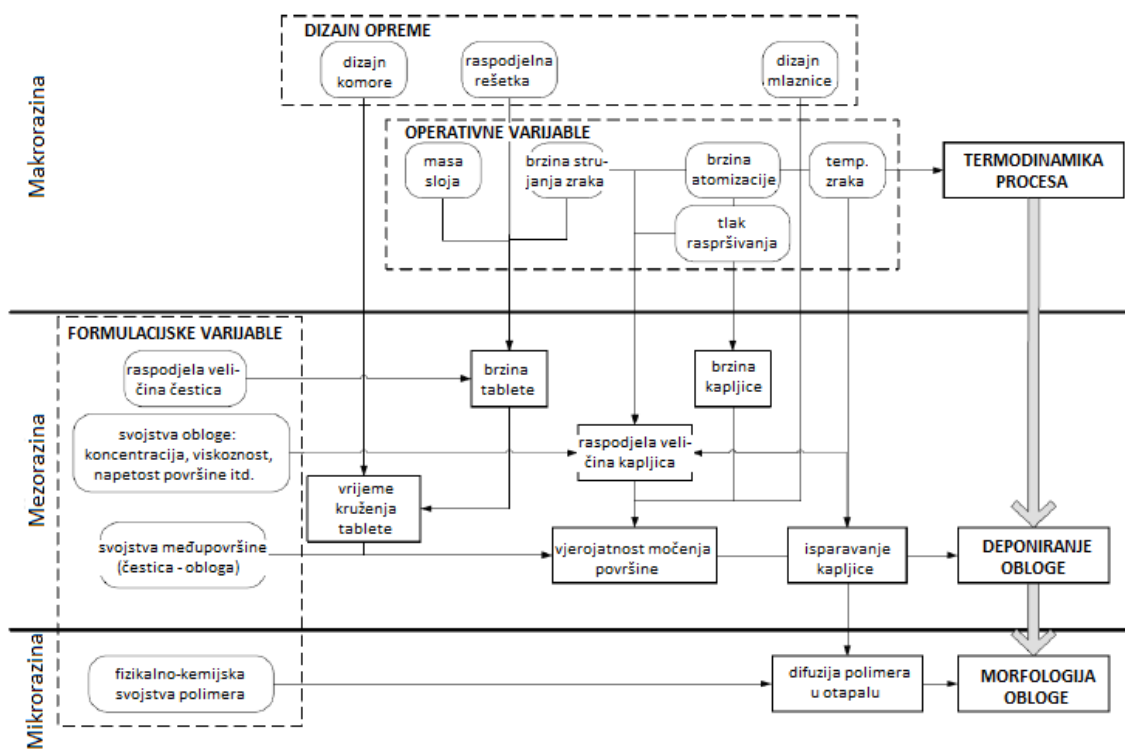 Makrorazina
DIZAJN OPREME
dizajn
komore
raspodjelna
rešetka
dizajn
mlaznice
OPERATIVNE VARIJABLE
masa
sloja
brzina stru-
janja zraka
brzina
atomizacije
temp.
zraka
tlak
raspršivanja
TERMODINAMIKA
PROCESA
Mezorazina
FORMULACIJSKE VARIJABLE
raspodjela veli-
čina čestica
brzina
tablete
brzina
kapljice
svojstva obloge:
koncentracija, viskoznost,
napetost površine itd.
raspodjela veli-
čina kapljica
vrijeme
kruženja
tablete
svojstva međupovršine
(čestica - obloga)
vjerojatnost močenja
površine
isparavanje
kapljice
DEPONIRANJE
OBLOGE
Mikrorazina
fizikalno-kemijska
svojstva polimera
difuzija polimera
u otapalu
MORFOLOGIJA
OBLOGE